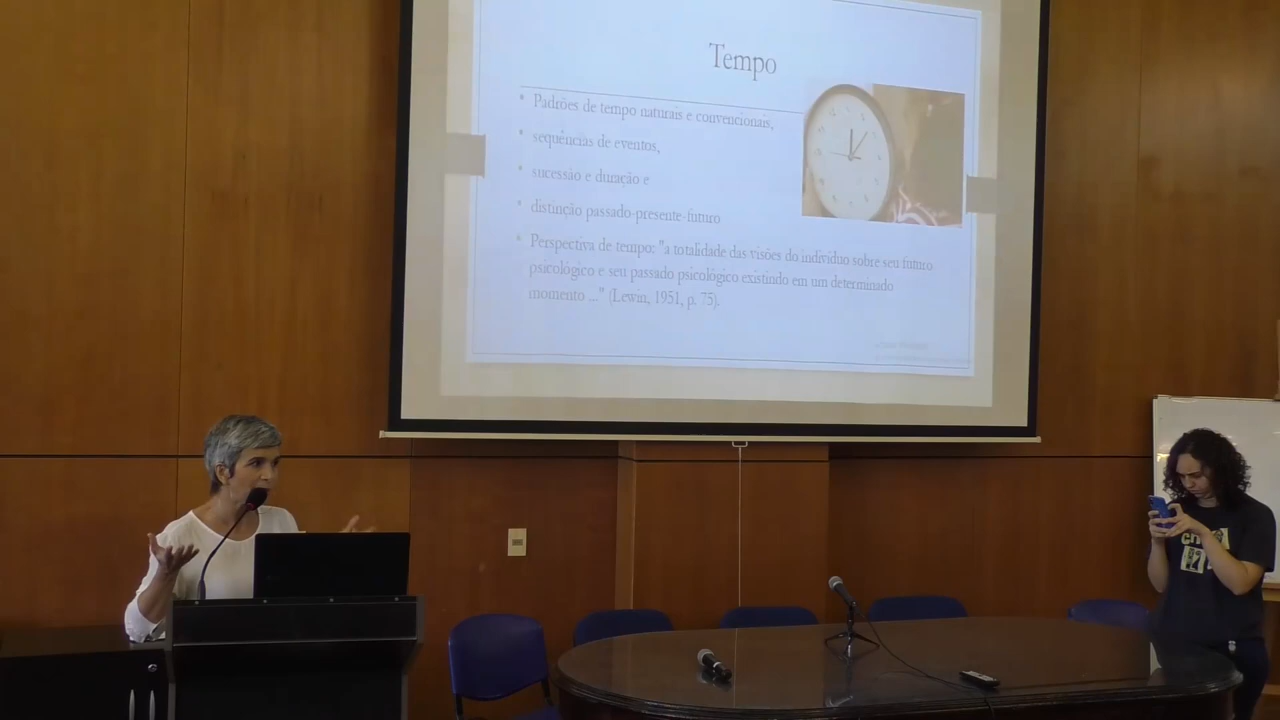 Tempo
• Padrões de tempo naturais e convencionais,
• sequências de eventos,
• sucessão e duração e
• distinção passado-presente-futuro
• Perspectiva de tempo: "a totalidade das visões do indivíduo sobre seu futuro
psicológico e seu passado psicológico existindo em um determinado
momento ..." (Lewin, 1951, p. 75).